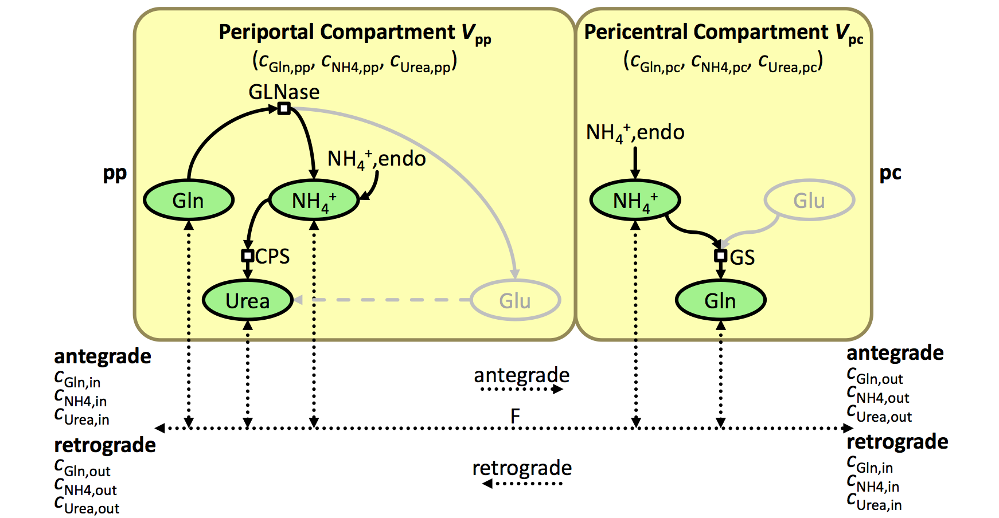 Periportal Compartment Vpp
(cGln,pp, cNH4,pp, cUrea,pp)
Pericentral Compartment Vpc
(cGln,pc, cNH4,pc, cUrea,pc)
GLNase
NH4+,endo
NH4+,endo
pp
pc
Gln
NH4+
NH4+
Glu
CPS
GS
Urea
Glu
Gln
antegrade
cGln,in
cNH4,in
cUrea,in
antegrade
antegrade
cGln,out
cNH4,out
cUrea,out
F
retrograde
cGln,out
cNH4,out
cUrea,out
retrograde
retrograde
cGln,in
cNH4,in
cUrea,in